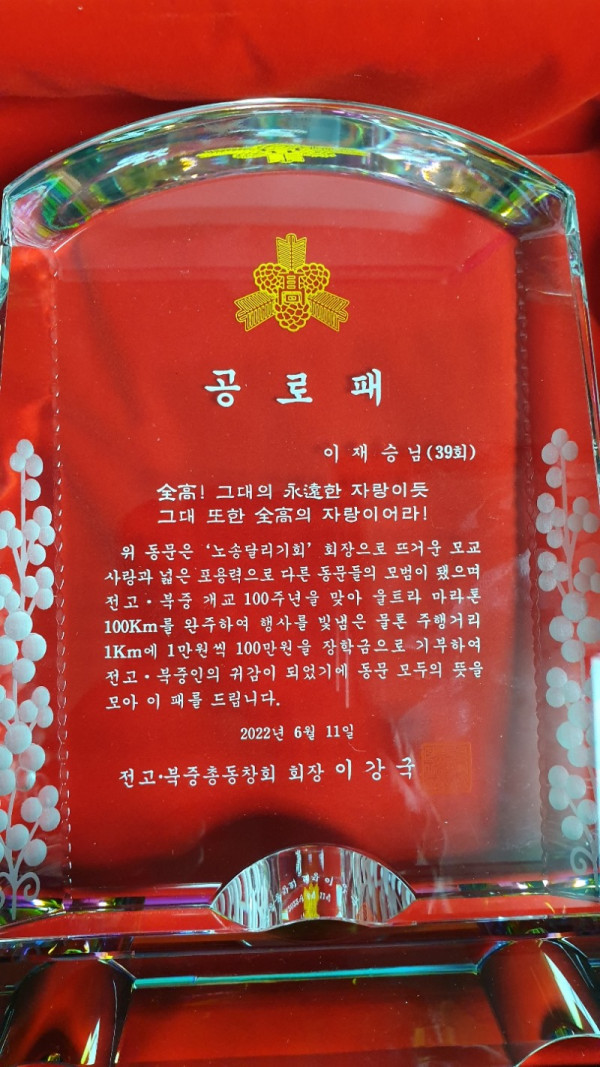 공 로 패
이 재 승 님 (39회)
全高! 그대의 永遠한 자랑이듯
그대 또한 全高의 자랑이어라!
위 동문은 '노송달리기회' 회장으로 뜨거운 모교
사랑과 넓은 포용력으로 다른 동문들의 모범이 됐으며
전고·북중 개교 100주년을 맞아 울트라 마라톤
100Km를 완주하여 행사를 빛냄은 물론 주행거리
1Km에 1만원씩 100만원을 장학금으로 기부하여
전고·북중인의 귀감이 되었기에 동문 모두의 뜻을
모아 이 패를 드립니다.
2022년 6월 11일
전고·북중총동창회 회장 이 강 국